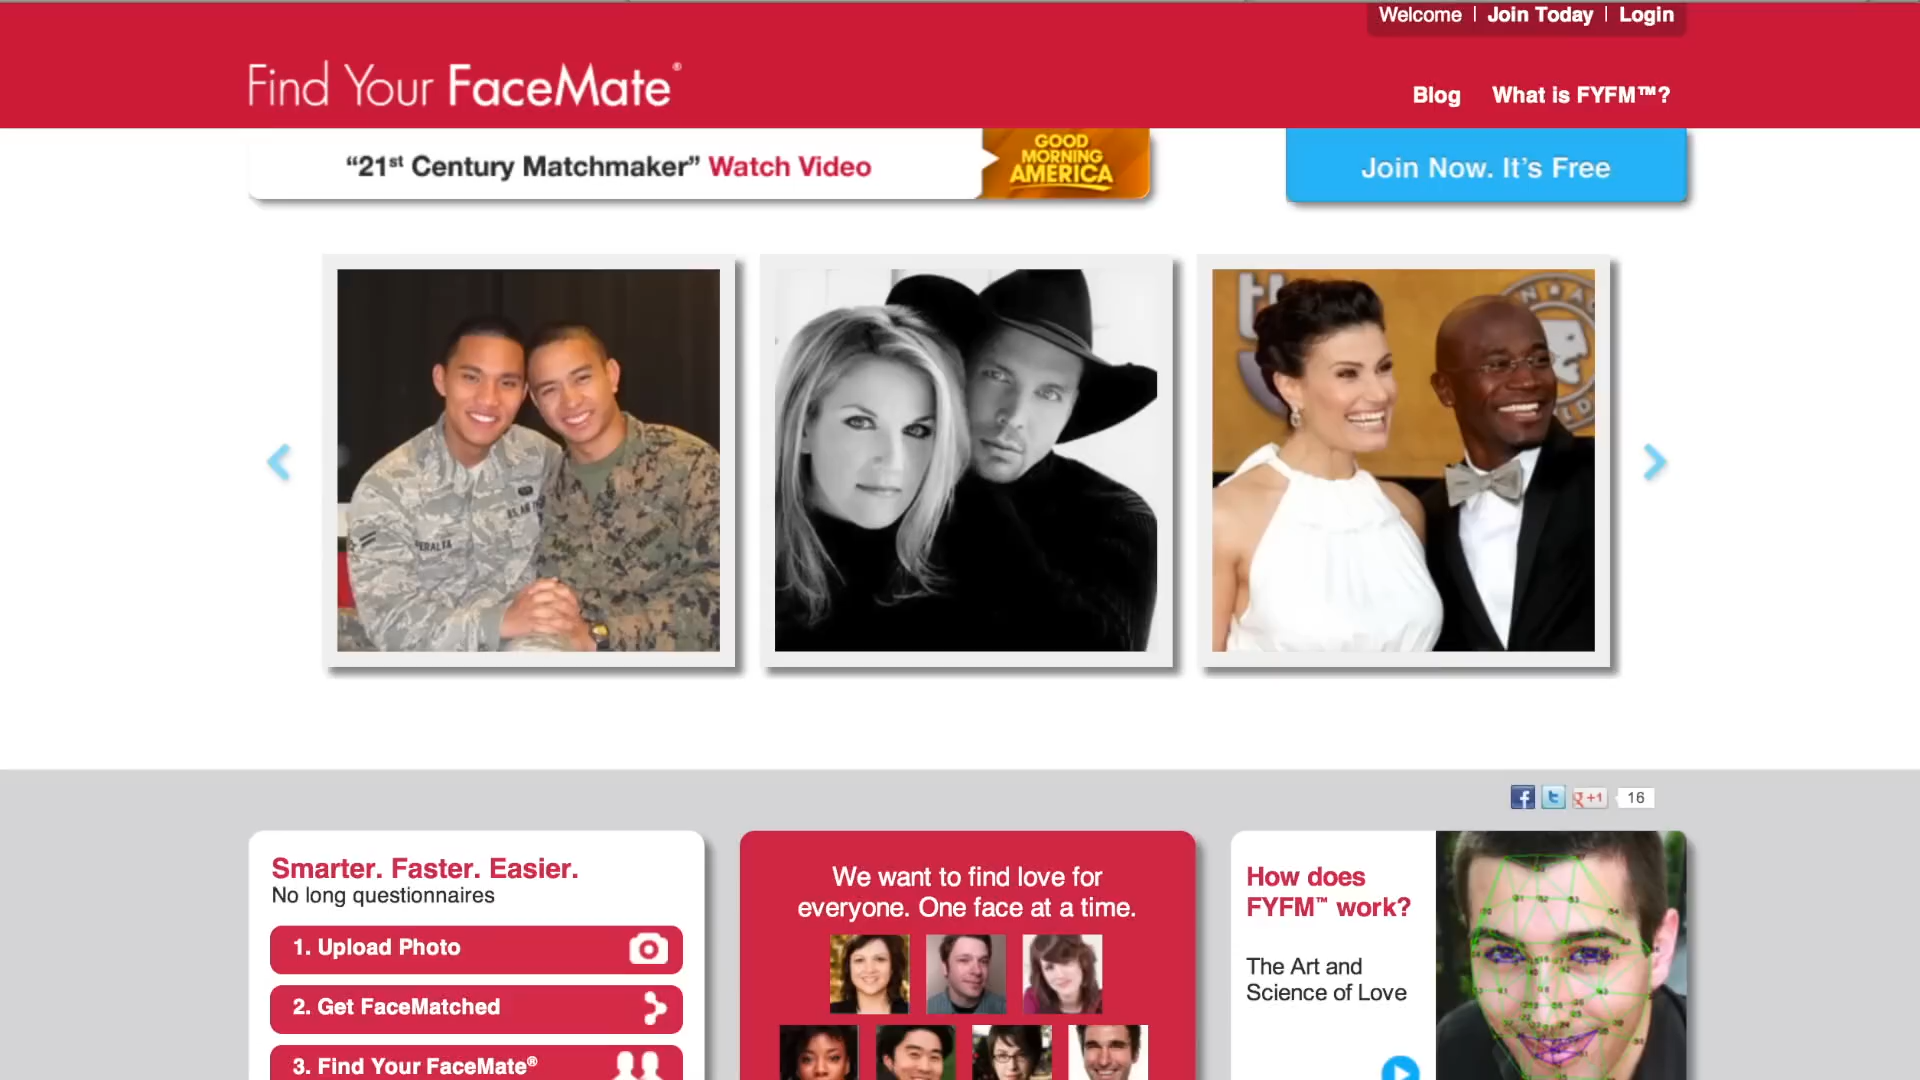 Welcome | Join Today | Login
Find Your FaceMate®
Blog What is FYFM™?
“21st Century Matchmaker” Watch Video
GOOD
MORNING
AMERICA
Join Now. It’s Free
U.S. AIR
PERALTA
16
Smarter. Faster. Easier.
No long questionnaires
1. Upload Photo
2. Get FaceMatched
3. Find Your FaceMate®
We want to find love for
everyone. One face at a time.
How does
FYFM™ work?
The Art and
Science of Love